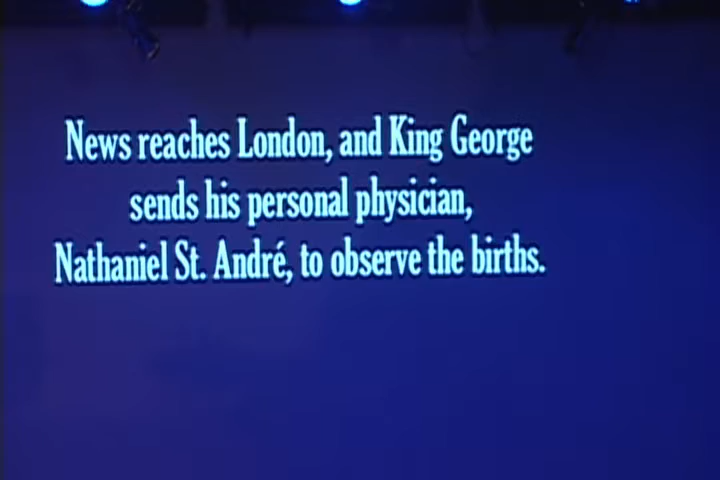 News reaches London, and King George
sends his personal physician,
Nathaniel St. André, to observe the births.